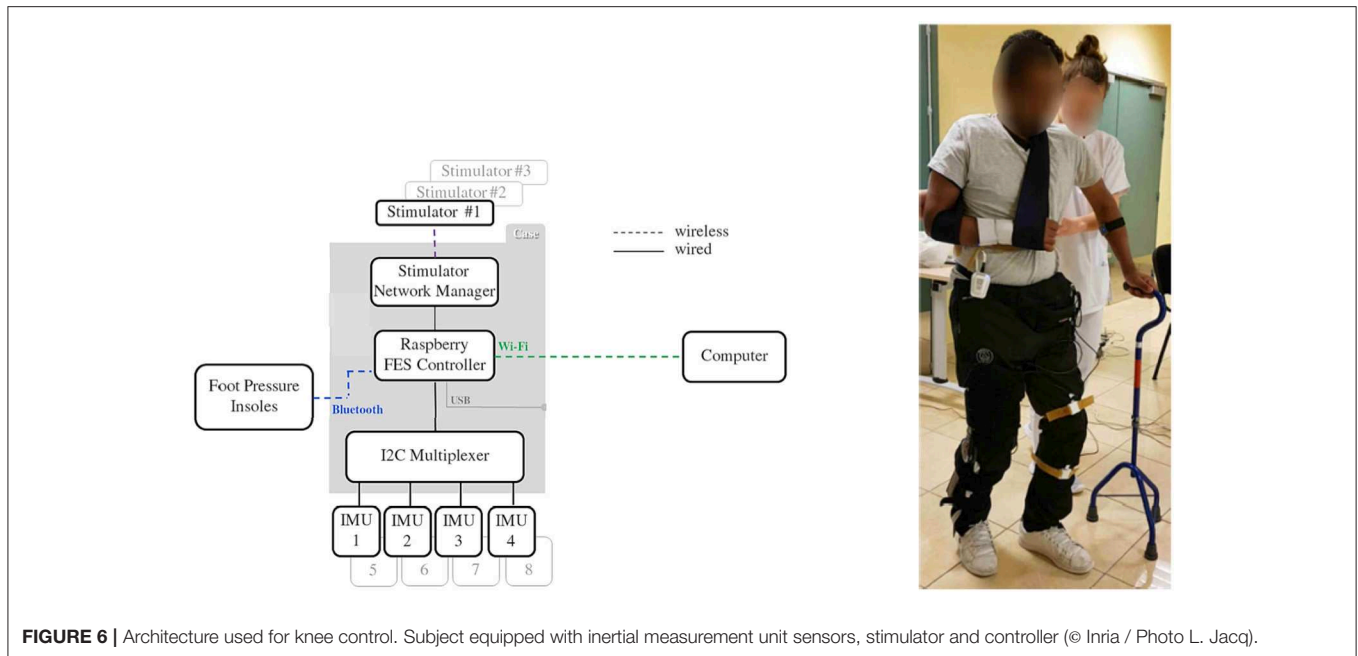 Stimulator #3
Stimulator #2
Stimulator #1
Case
wireless
wired
Stimulator
Network Manager
Raspberry
FES Controller
Wi-Fi
Computer
Foot Pressure
Insoles
Bluetooth
USB
I2C Multiplexer
IMU
1
IMU
2
IMU
3
IMU
4
5
6
7
8
FIGURE 6 | Architecture used for knee control. Subject equipped with inertial measurement unit sensors, stimulator and controller (© Inria / Photo L. Jacq).